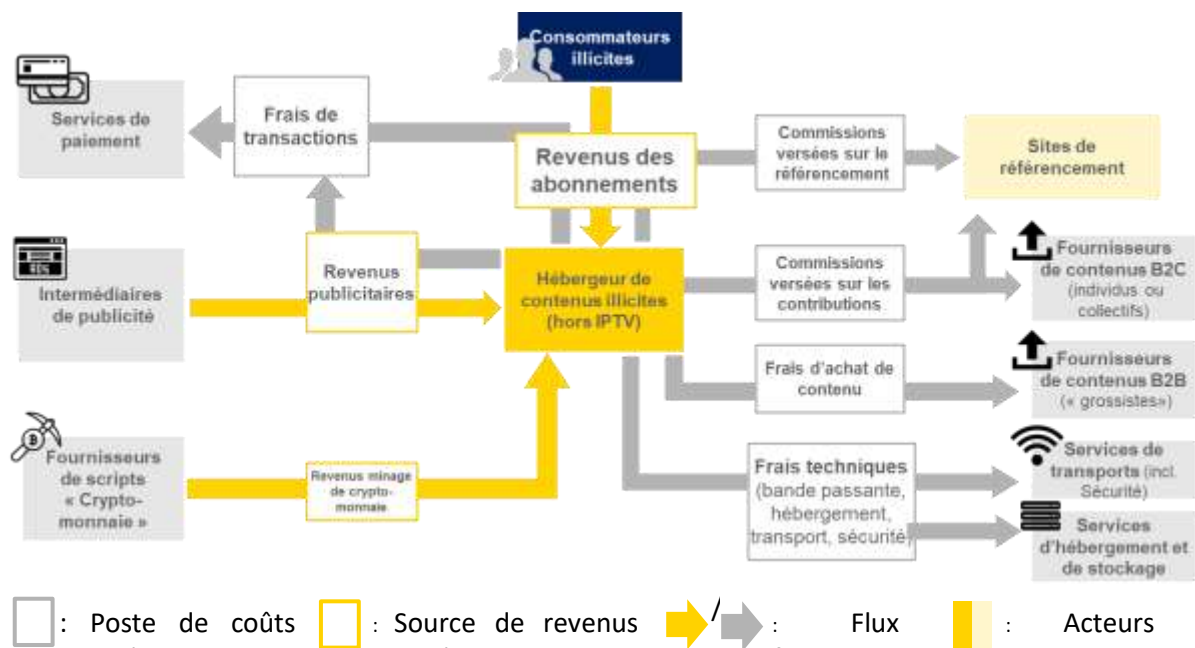 Consommateurs
illicites
Services de
paiement
Frais de
transactions
Revenus des
abonnements
Commissions
versées sur le
référencement
Sites de
référencement
Intermédiaires
de publicité
Revenus
publicitaires
Hébergeur de
contenus illicites
(hors IPTV)
Commissions
versées sur les
contributions
Fournisseurs
de contenus B2C
(individus ou
collectifs)
Frais d'achat de
contenu
Fournisseurs
de contenus B2B
(« grossistes»)
Fournisseurs
de scripts
« Crypto-
monnaie »
Revenus minage
de crypto-
monnaie
Frais techniques
(bande passante,
hébergement,
transport, sécurité)
Services de
transports (incl.
Sécurité)
Services
d'hébergement et
de stockage
: Poste de coûts : Source de revenus / : Flux : Acteurs